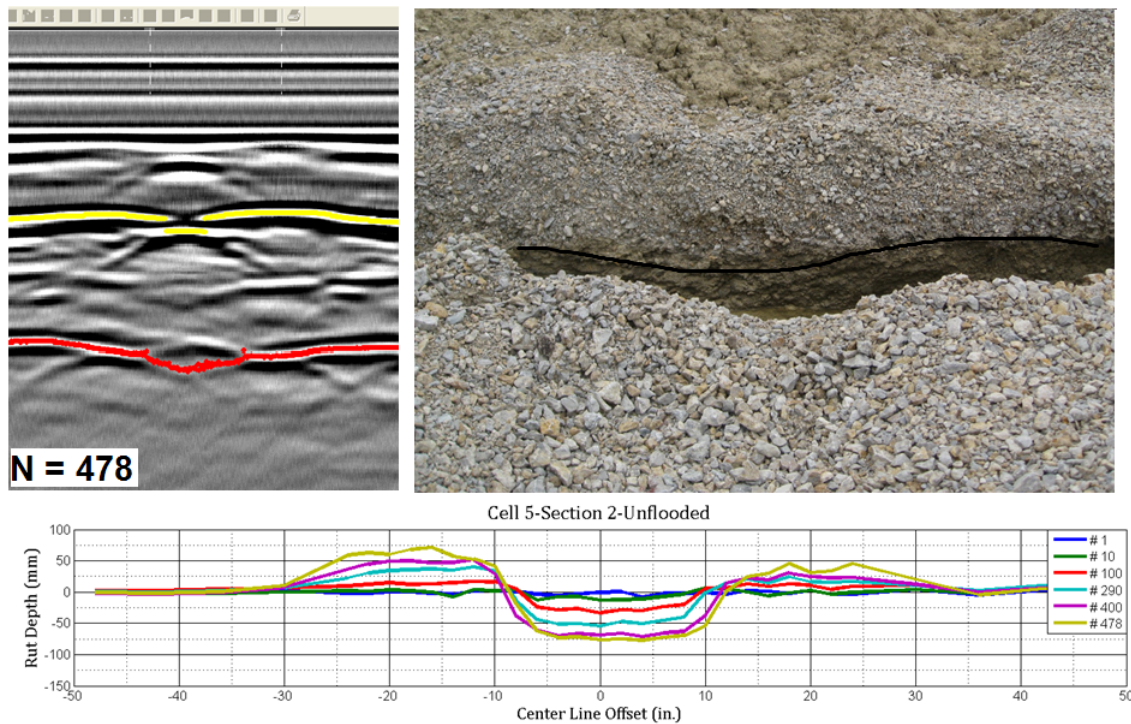 N = 478
Cell 5-Section 2-Unflooded
100
50
0
-50
-100
-150
Rut Depth (mm)
# 1
# 10
# 100
# 290
# 400
# 478
-50 -40 -30 -20 -10 0 10 20 30 40 50
Center Line Offset (in.)